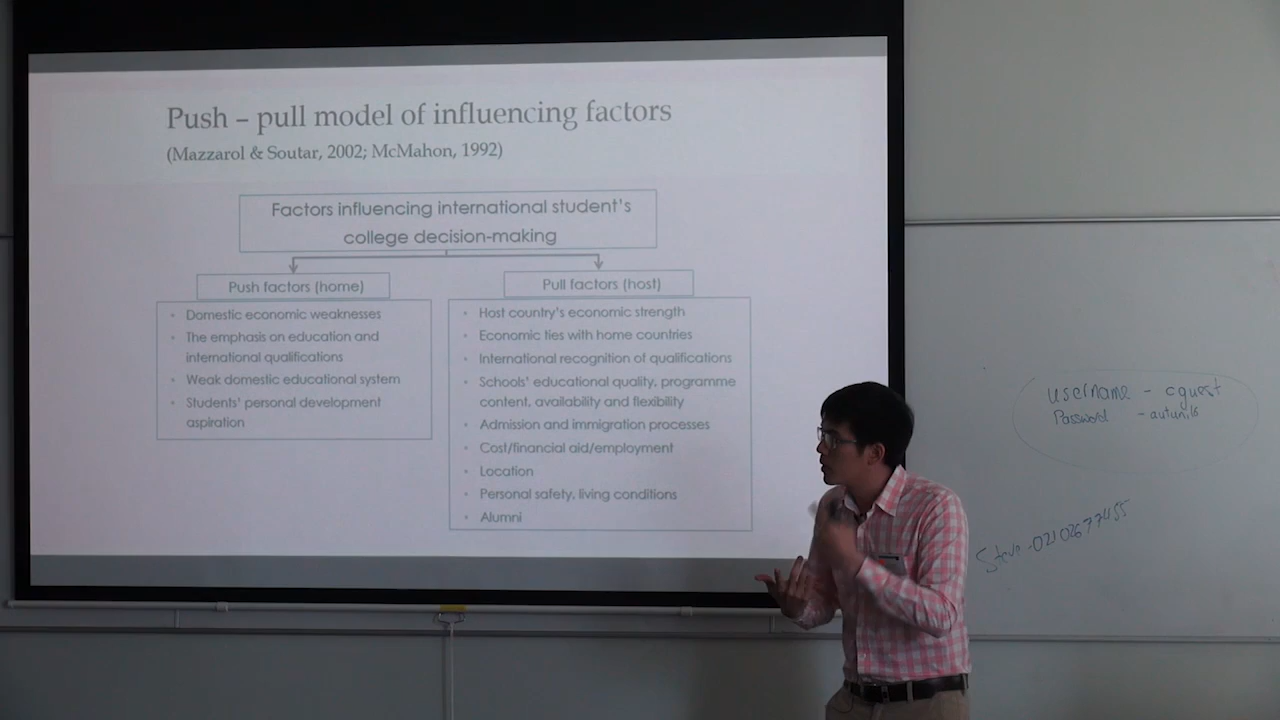 Push – pull model of influencing factors
(Mazzarol & Soutar, 2002; McMahon, 1992)
Factors influencing international student's
college decision-making
Push factors (home)
• Domestic economic weaknesses
• The emphasis on education and
international qualifications
• Weak domestic educational system
• Students' personal development
aspiration
Pull factors (host)
• Host country's economic strength
• Economic ties with home countries
• International recognition of qualifications
• Schools' educational quality, programme
content, availability and flexibility
• Admission and immigration processes
• Cost/financial aid/employment
• Location
• Personal safety, living conditions
• Alumni
username - cguest
Password -